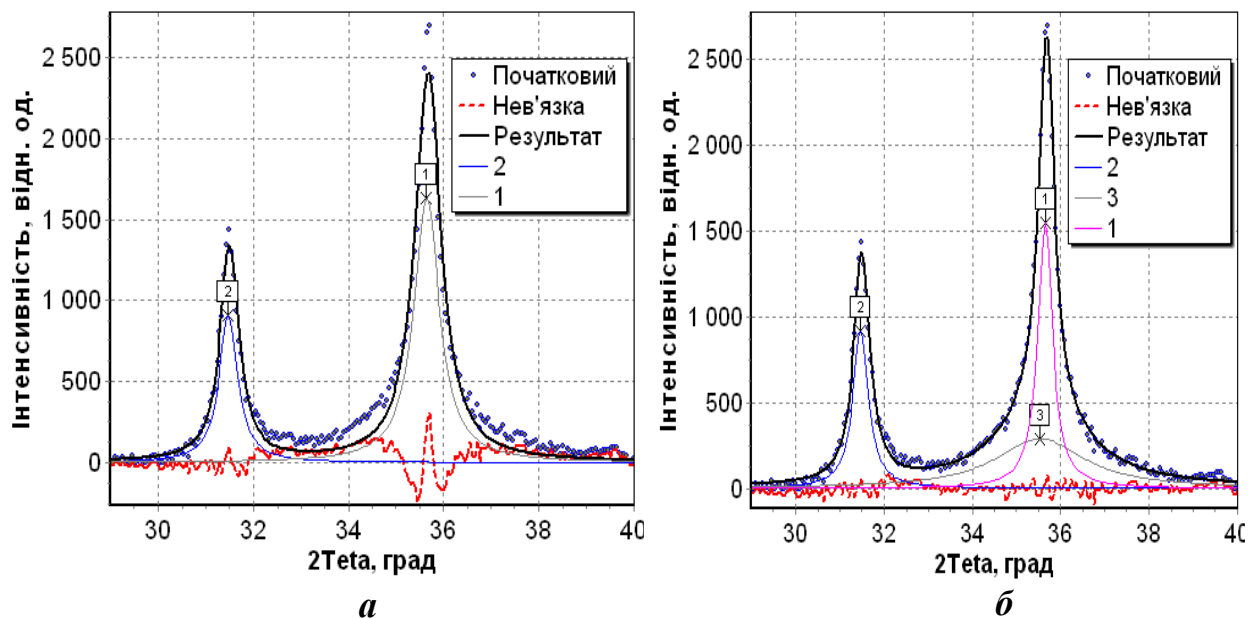 Інтенсивність, відн. од.
2 500
2 000
1 500
1 000
500
0
Початковий
Нев'язка
Результат
2
1
1
2
30
32
34
36
38
40
2Teta, град
а
Інтенсивність, відн. од.
2 500
2 000
1 500
1 000
500
0
Початковий
Нев'язка
Результат
2
3
1
1
2
3
30
32
34
36
38
40
2Teta, град
б